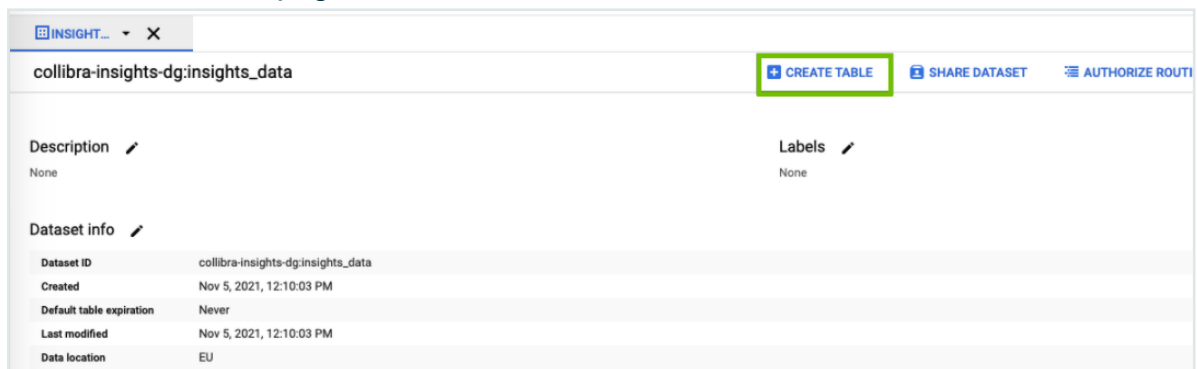 INSIGHT...
collibra-insights-dg:insights_data CREATE TABLE SHARE DATASET AUTHORIZE ROUTI
Description Labels
None None
Dataset info
Dataset ID collibra-insights-dg:insights_data
Created Nov 5, 2021, 12:10:03 PM
Default table expiration Never
Last modified Nov 5, 2021, 12:10:03 PM
Data location EU